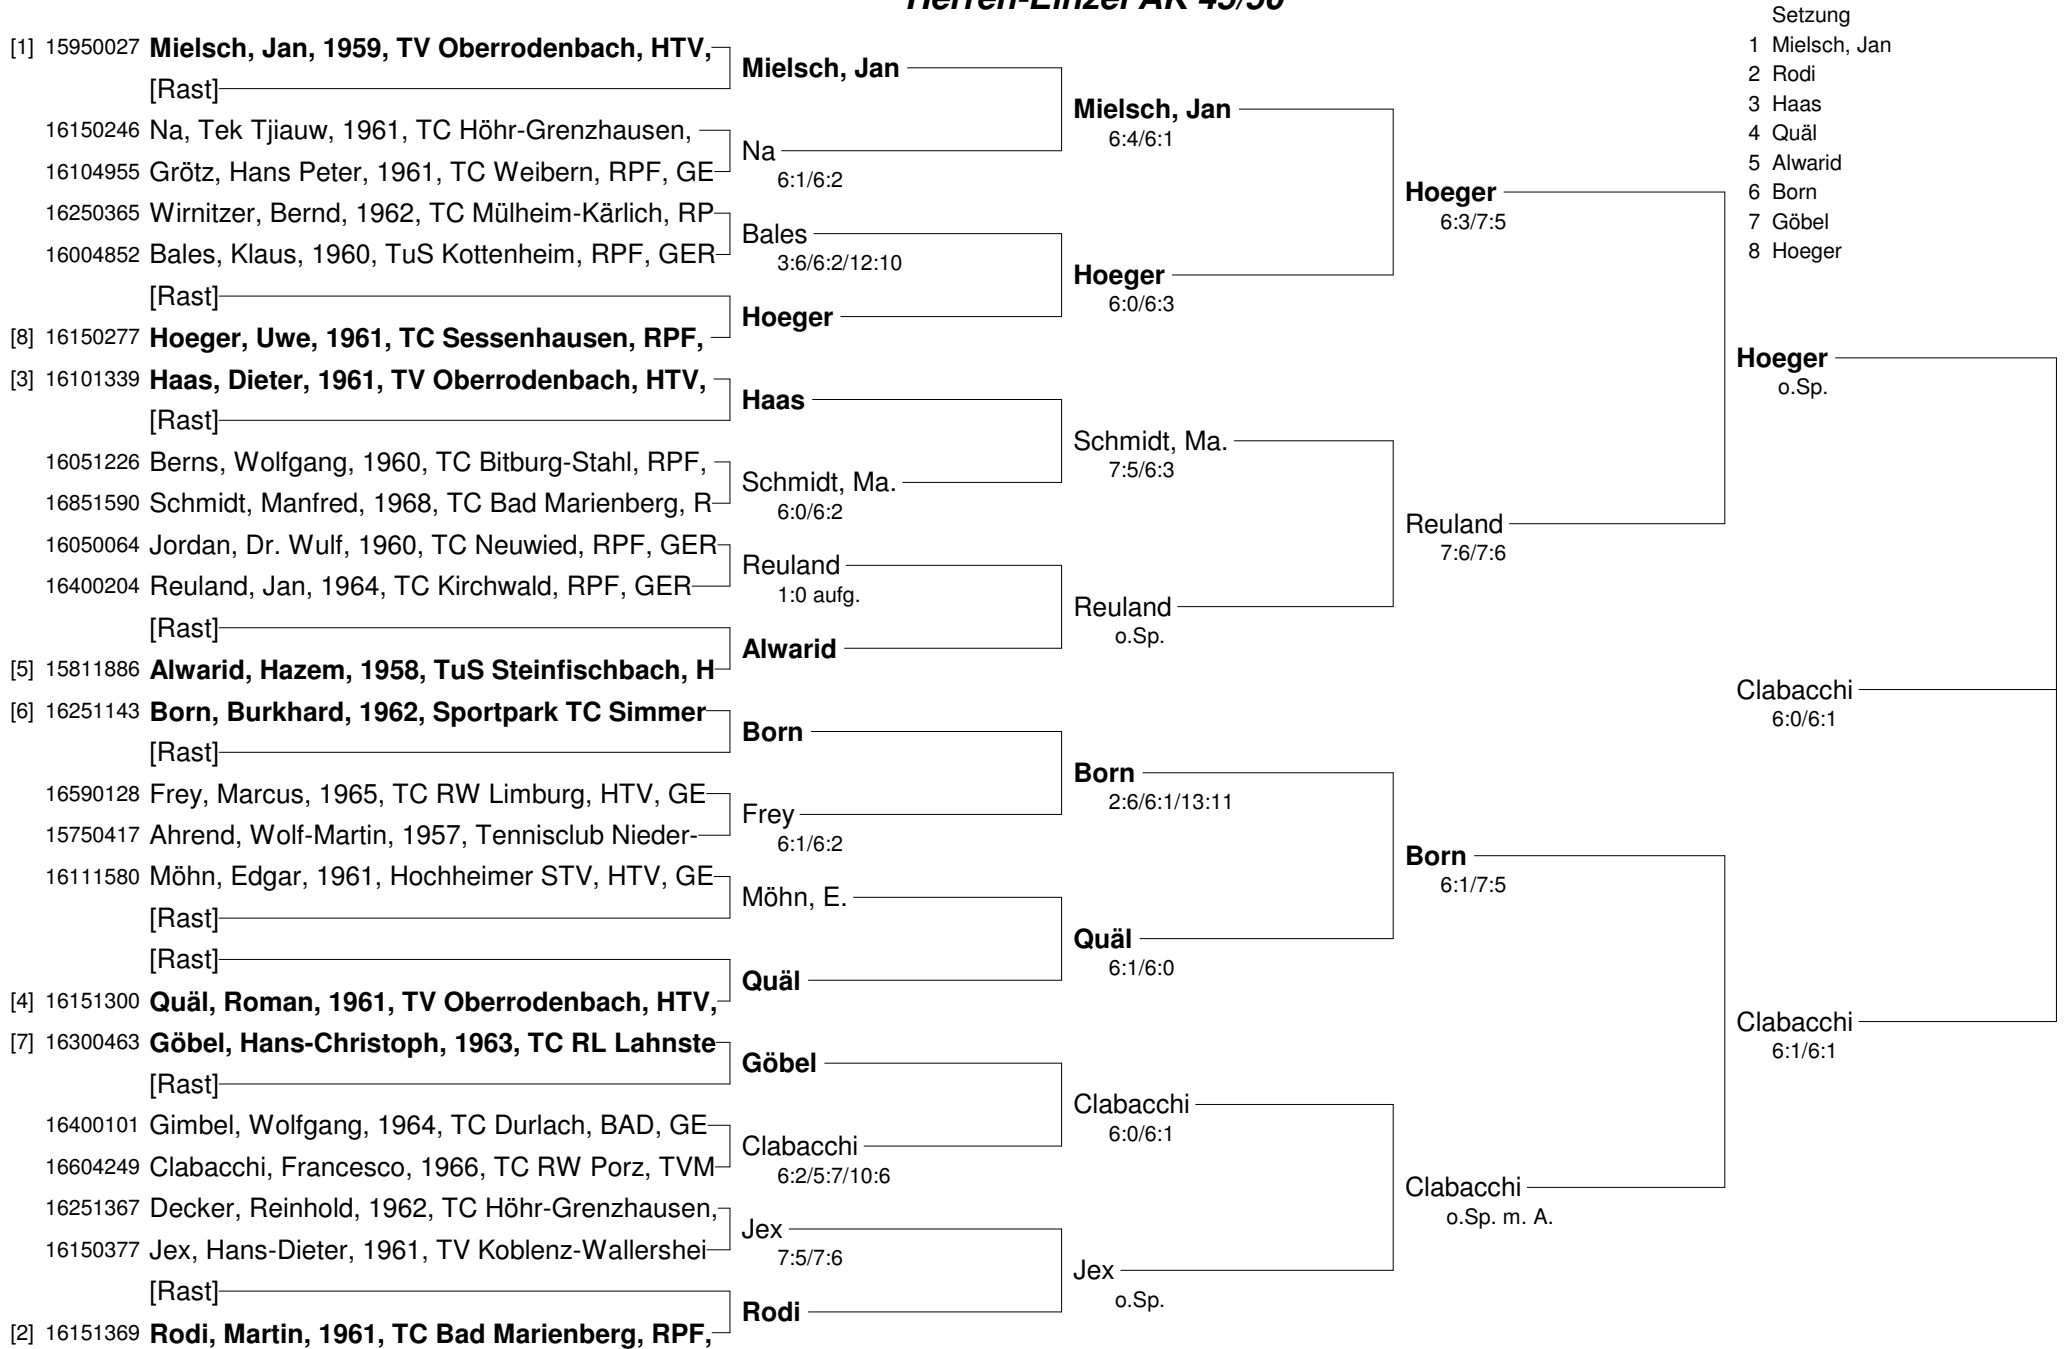 Herren-Einzel AK 45/50
Setzung
1 Mielsch, Jan
2 Rodi
3 Haas
4 Quäl
5 Alwarid
6 Born
7 Göbel
8 Hoeger
[1] 15950027 Mielsch, Jan, 1959, TV Oberrodenbach, HTV,
[Rast]
16150246 Na, Tek Tjiauw, 1961, TC Höhr-Grenzhausen,
16104955 Grötz, Hans Peter, 1961, TC Weibern, RPF, GE
16250365 Wirnitzer, Bernd, 1962, TC Mülheim-Kärlich, RP
16004852 Bales, Klaus, 1960, TuS Kottenheim, RPF, GER
[Rast]
[8] 16150277 Hoeger, Uwe, 1961, TC Sessenhausen, RPF,
[3] 16101339 Haas, Dieter, 1961, TV Oberrodenbach, HTV,
[Rast]
16051226 Berns, Wolfgang, 1960, TC Bitburg-Stahl, RPF,
16851590 Schmidt, Manfred, 1968, TC Bad Marienberg, R
16050064 Jordan, Dr. Wulf, 1960, TC Neuwied, RPF, GER
16400204 Reuland, Jan, 1964, TC Kirchwald, RPF, GER
[Rast]
[5] 15811886 Alwarid, Hazem, 1958, TuS Steinfischbach, H
[6] 16251143 Born, Burkhard, 1962, Sportpark TC Simmer
[Rast]
16590128 Frey, Marcus, 1965, TC RW Limburg, HTV, GE
15750417 Ahrend, Wolf-Martin, 1957, Tennisclub Nieder-
16111580 Möhn, Edgar, 1961, Hochheimer STV, HTV, GE
[Rast]
[Rast]
[4] 16151300 Quäl, Roman, 1961, TV Oberrodenbach, HTV,
[7] 16300463 Göbel, Hans-Christoph, 1963, TC RL Lahnste
[Rast]
16400101 Gimbel, Wolfgang, 1964, TC Durlach, BAD, GE
16604249 Clabacchi, Francesco, 1966, TC RW Porz, TVM
16251367 Decker, Reinhold, 1962, TC Höhr-Grenzhausen,
16150377 Jex, Hans-Dieter, 1961, TV Koblenz-Wallershei
[Rast]
[2] 16151369 Rodi, Martin, 1961, TC Bad Marienberg, RPF,
Mielsch, Jan
Na
6:1/6:2
Bales
3:6/6:2/12:10
Hoeger
Haas
Schmidt, Ma.
6:0/6:2
Reuland
1:0 aufg.
Alwarid
Born
Frey
6:1/6:2
Möhn, E.
Quäl
Göbel
Clabacchi
6:2/5:7/10:6
Jex
7:5/7:6
Rodi
Mielsch, Jan
6:4/6:1
Hoeger
6:0/6:3
Schmidt, Ma.
7:5/6:3
Reuland
o.Sp.
Born
2:6/6:1/13:11
Quäl
6:1/6:0
Clabacchi
6:0/6:1
Jex
o.Sp.
Hoeger
6:3/7:5
Reuland
7:6/7:6
Born
6:1/7:5
Clabacchi
o.Sp. m. A.
Hoeger
o.Sp.
Clabacchi
6:1/6:1
Clabacchi
6:0/6:1